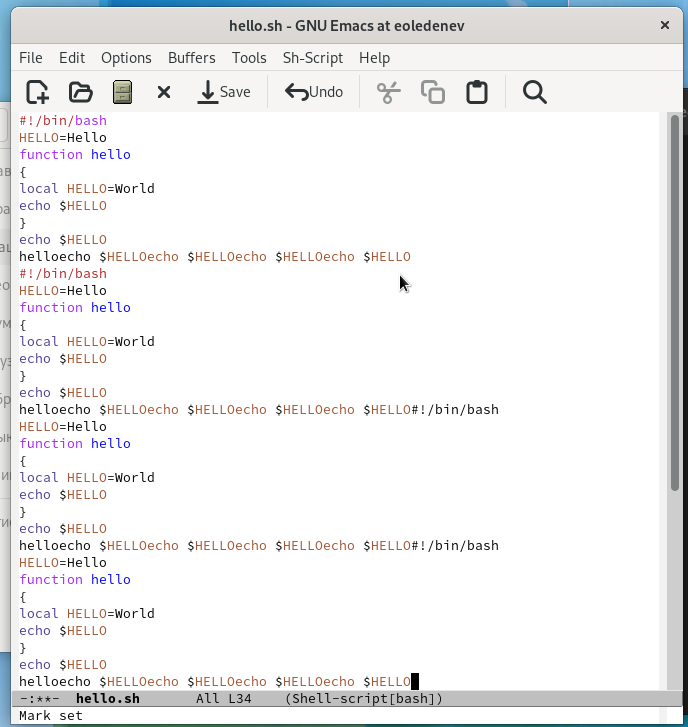 hello.sh - GNU Emacs at eoledenev
File Edit Options Buffers Tools Sh-Script Help
Save Undo
#!/bin/bash
HELLO=Hello
function hello
{
local HELLO=World
echo $HELLO
}
echo $HELLO
helloecho $HELLOecho $HELLOecho $HELLOecho $HELLO
#!/bin/bash
HELLO=Hello
function hello
{
local HELLO=World
echo $HELLO
}
echo $HELLO
helloecho $HELLOecho $HELLOecho $HELLOecho $HELLO#!/bin/bash
HELLO=Hello
function hello
{
local HELLO=World
echo $HELLO
}
echo $HELLO
helloecho $HELLOecho $HELLOecho $HELLOecho $HELLO#!/bin/bash
HELLO=Hello
function hello
{
local HELLO=World
echo $HELLO
}
echo $HELLO
helloecho $HELLOecho $HELLOecho $HELLOecho $HELLO
-:**- hello.sh All L34 (Shell-script[bash])
Mark set